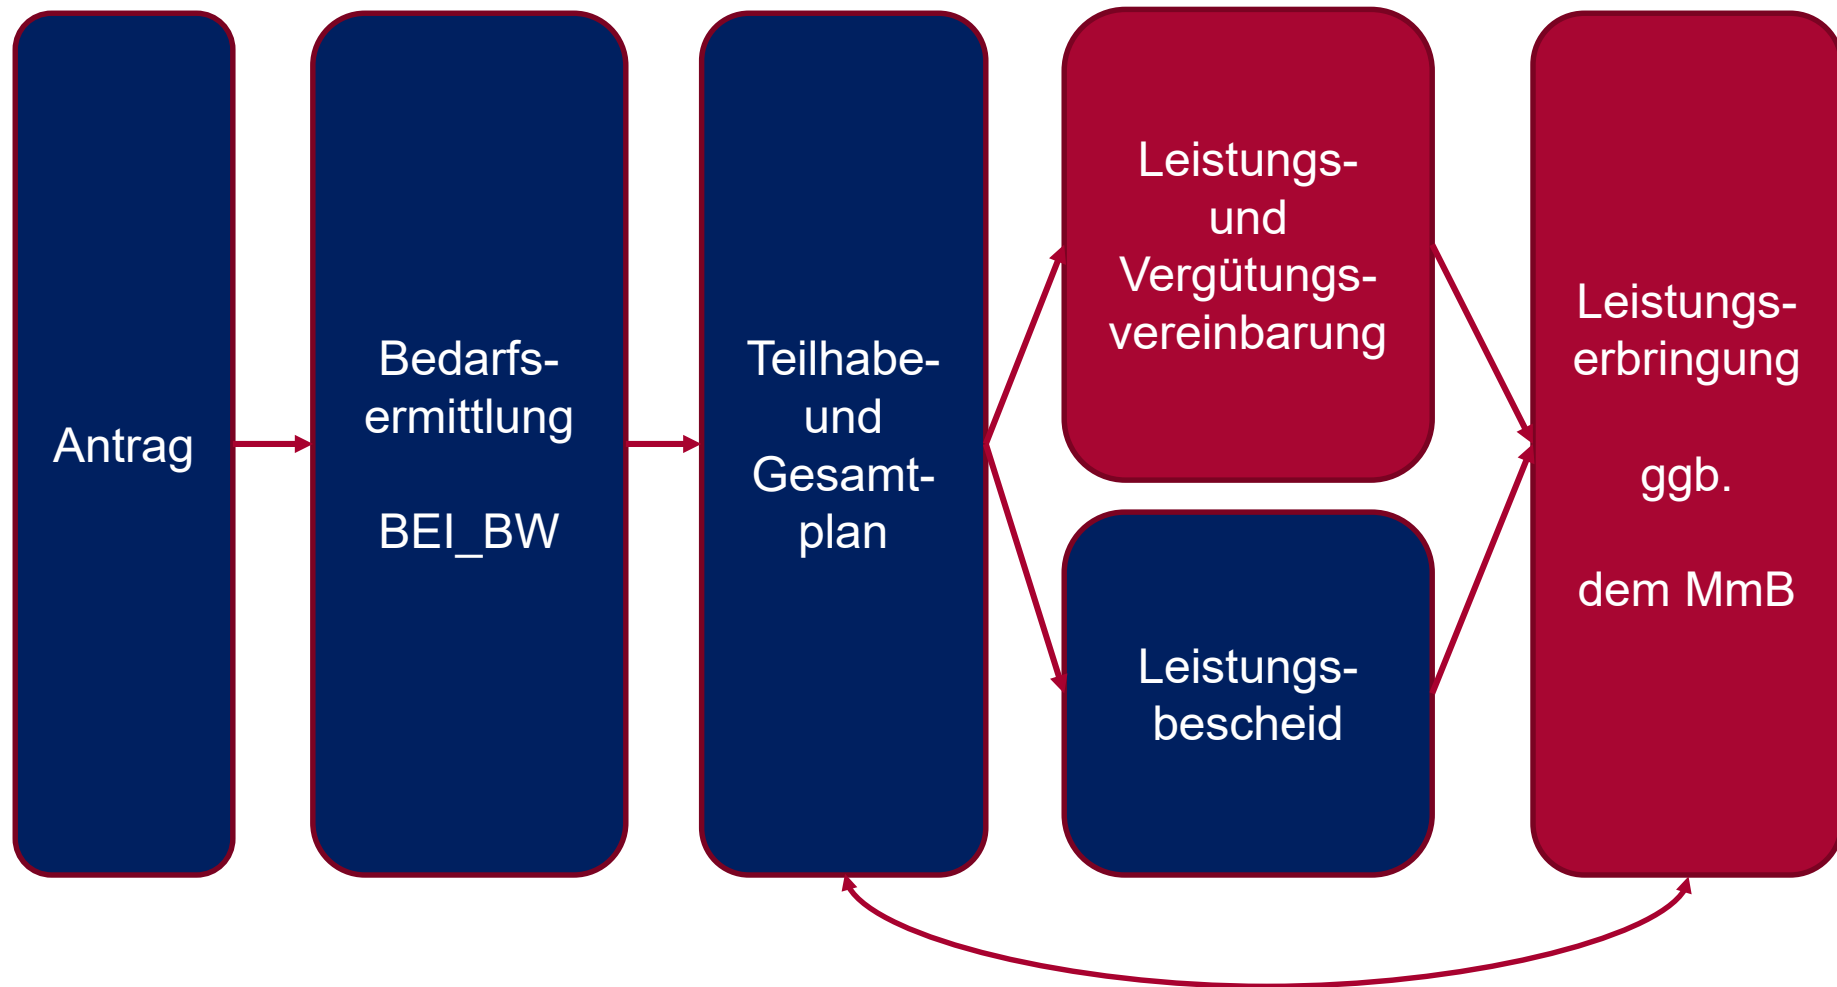 Antrag
Bedarfs-
ermittlung
BEI_BW
Teilhabe-
und
Gesamt-
plan
Leistungs-
und
Vergütungs-
vereinbarung
Leistungs-
bescheid
Leistungs-
erbringung
ggb.
dem MmB